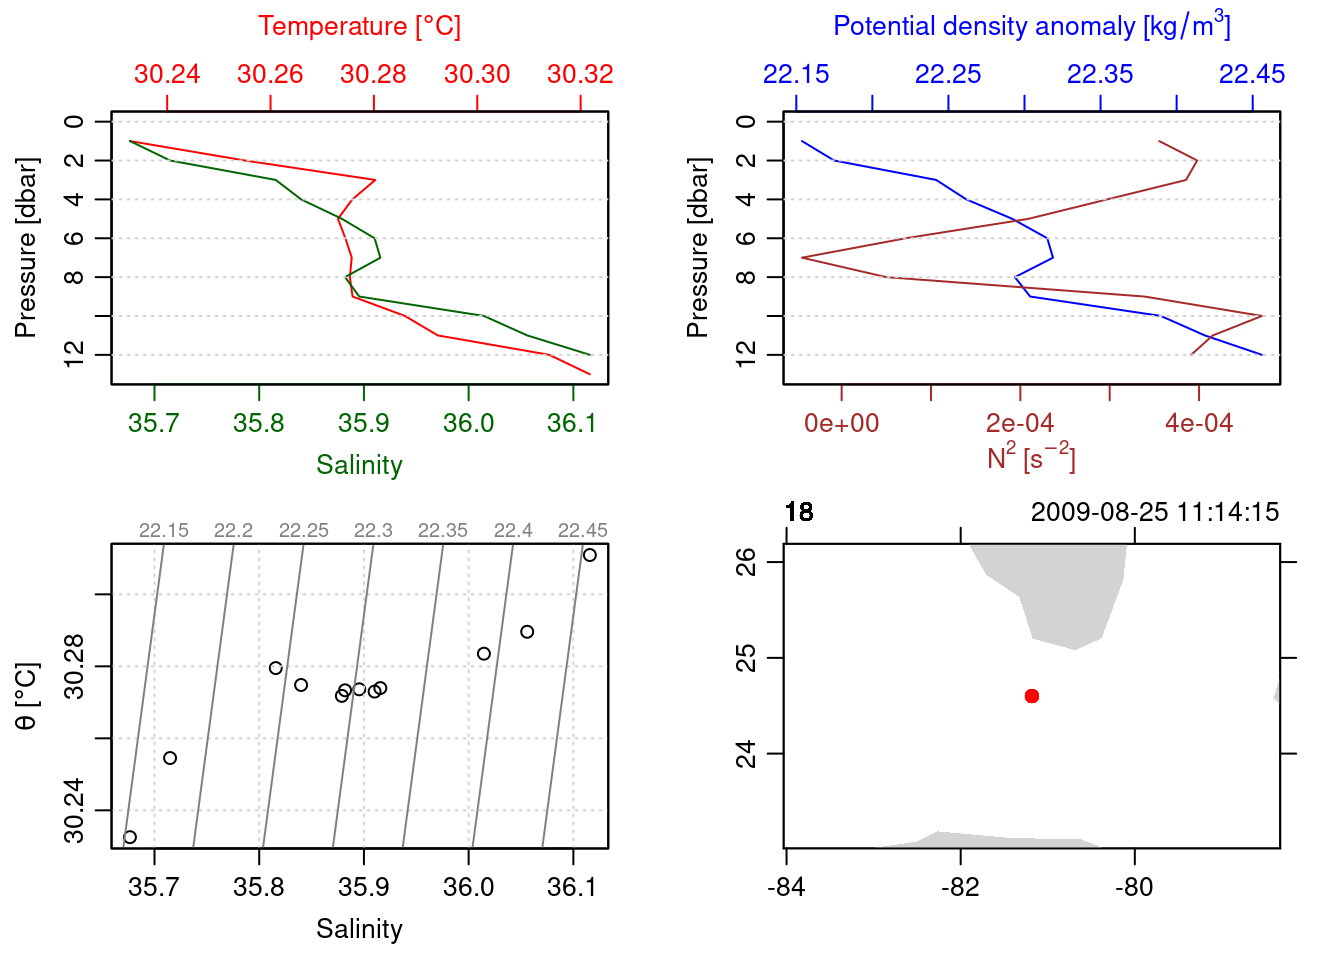 Temperature [°C]
30.24 30.26 30.28 30.30 30.32
0
2
4
6
8
12
Pressure [dbar]
35.7 35.8 35.9 36.0 36.1
Salinity
Potential density anomaly [kg/m³]
22.15 22.25 22.35 22.45
0
2
4
6
8
12
Pressure [dbar]
0e+00 2e-04 4e-04
N² [s⁻²]
22.15 22.2 22.25 22.3 22.35 22.4 22.45
30.28
30.24
θ [°C]
35.7 35.8 35.9 36.0 36.1
Salinity
18 2009-08-25 11:14:15
26
25
24
-84 -82 -80